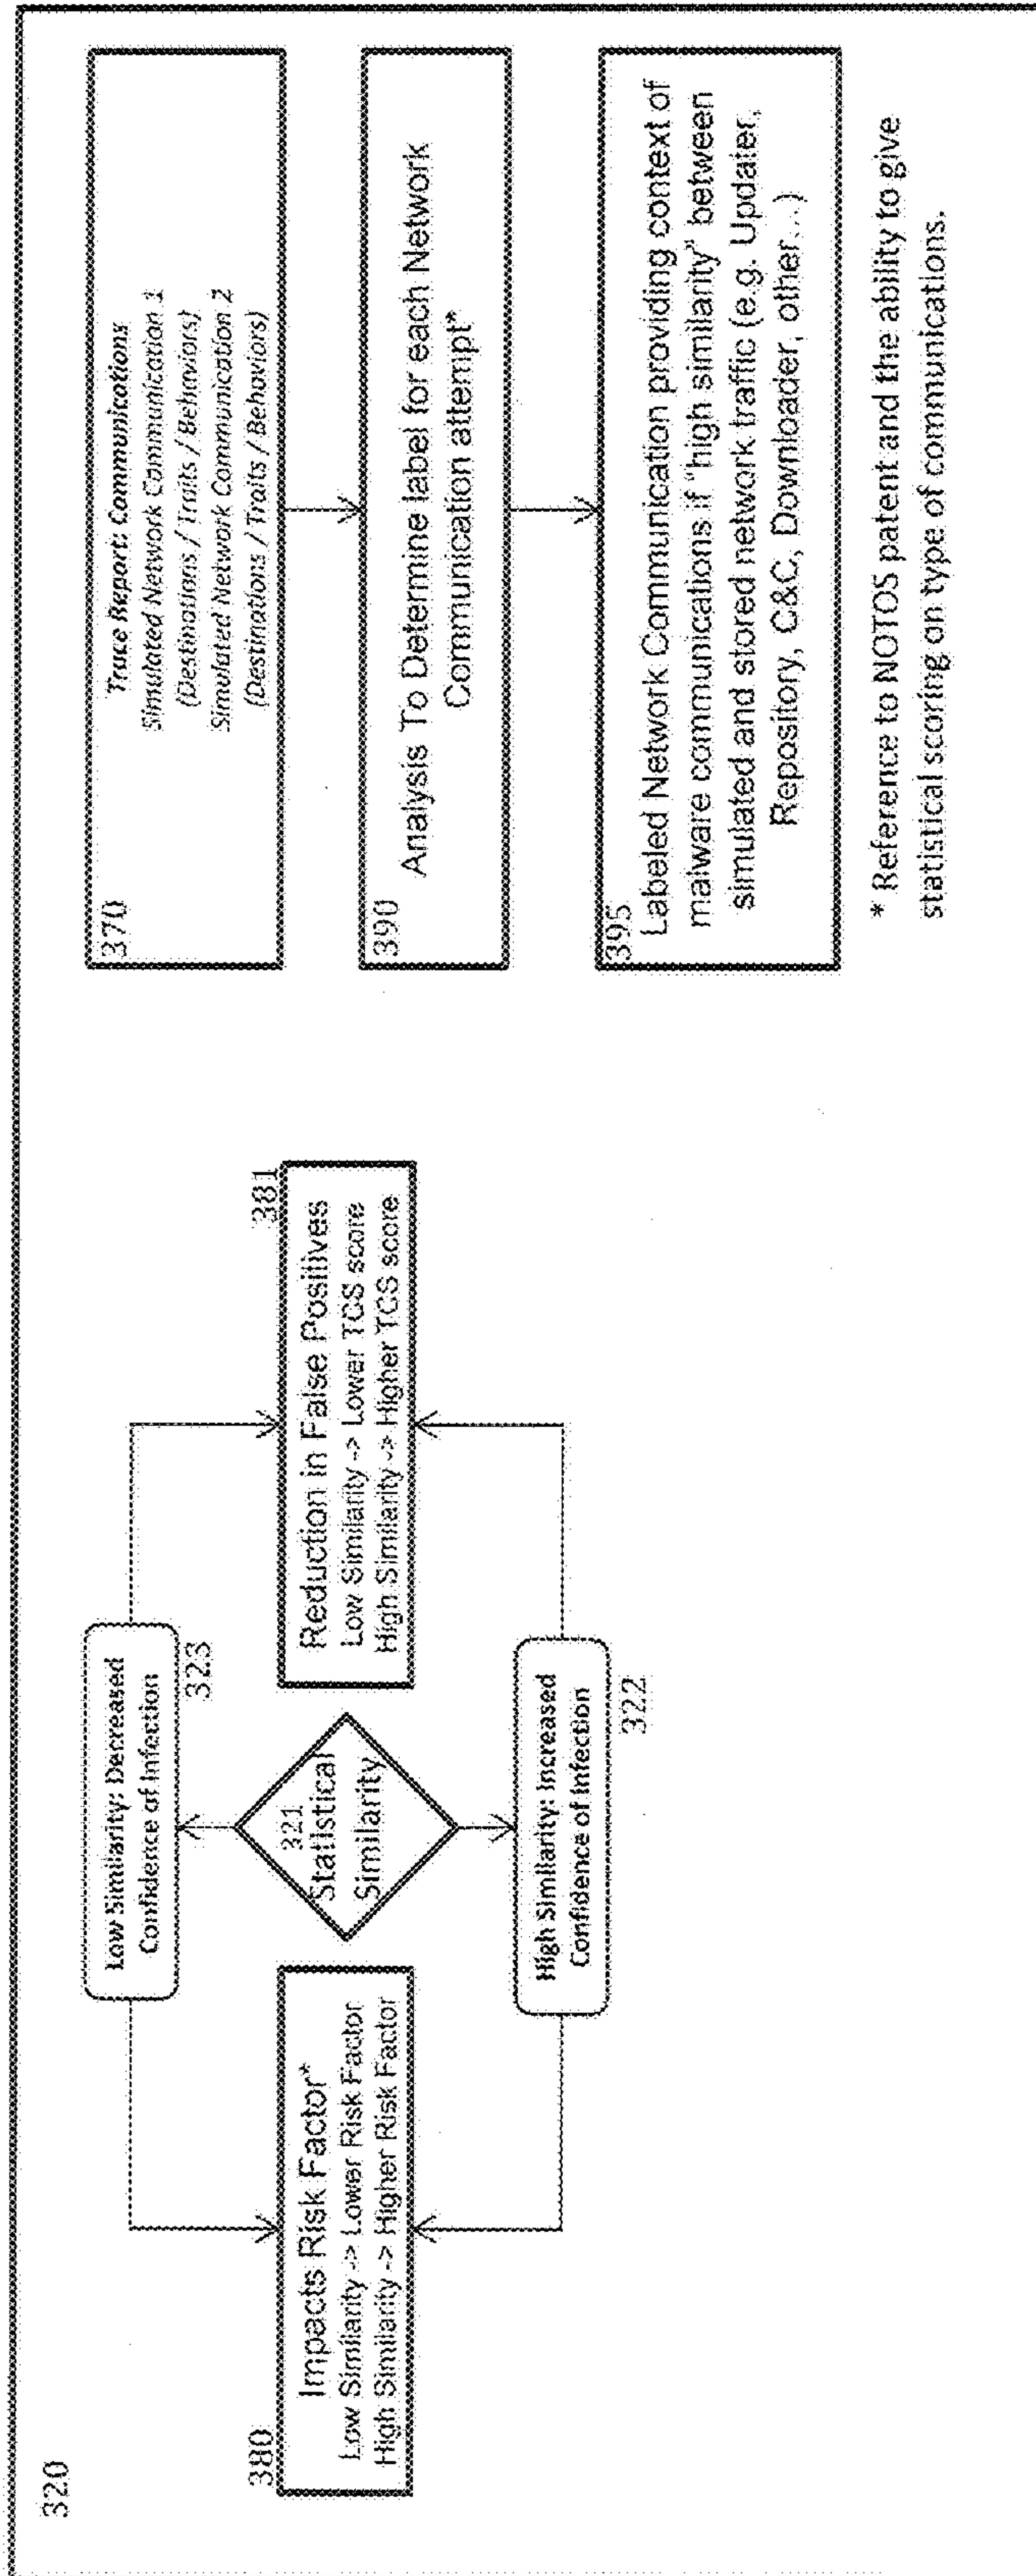 320
Low Similarity: Decreased
Confidence of Infection
323
380
Impacts Risk Factor*
Low Similarity -> Lower Risk Factor
High Similarity -> Higher Risk Factor
321
Statistical
Similarity
381
Reduction in False Positives
Low Similarity -> Lower TCS score
High Similarity -> Higher TCS score
High Similarity: Increased
Confidence of Infection
322
370
Trace Report: Communications
Simulated Network Communication 1
(Destinations / Traits / Behaviors)
Simulated Network Communication 2
(Destinations / Traits / Behaviors)
390
Analysis To Determine label for each Network
Communication attempt*
395
Labeled Network Communication providing context of
malware communications if "high similarity" between
simulated and stored network traffic (e.g. Updater,
Repository, C&C, Downloader, other...)
* Reference to NOTOS patent and the ability to give
statistical scoring on type of communications.